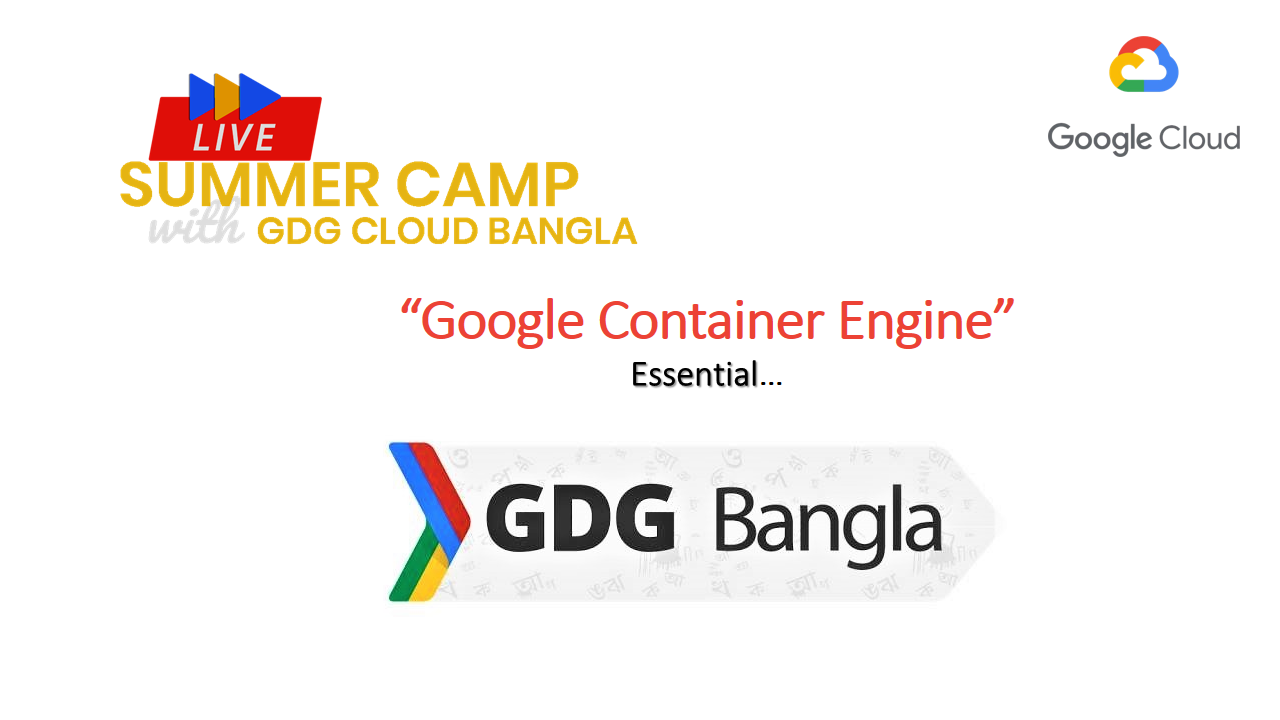 LIVE
SUMMER CAMP
with GDG CLOUD BANGLA
Google Cloud
“Google Container Engine”
Essential...
GDG Bangla